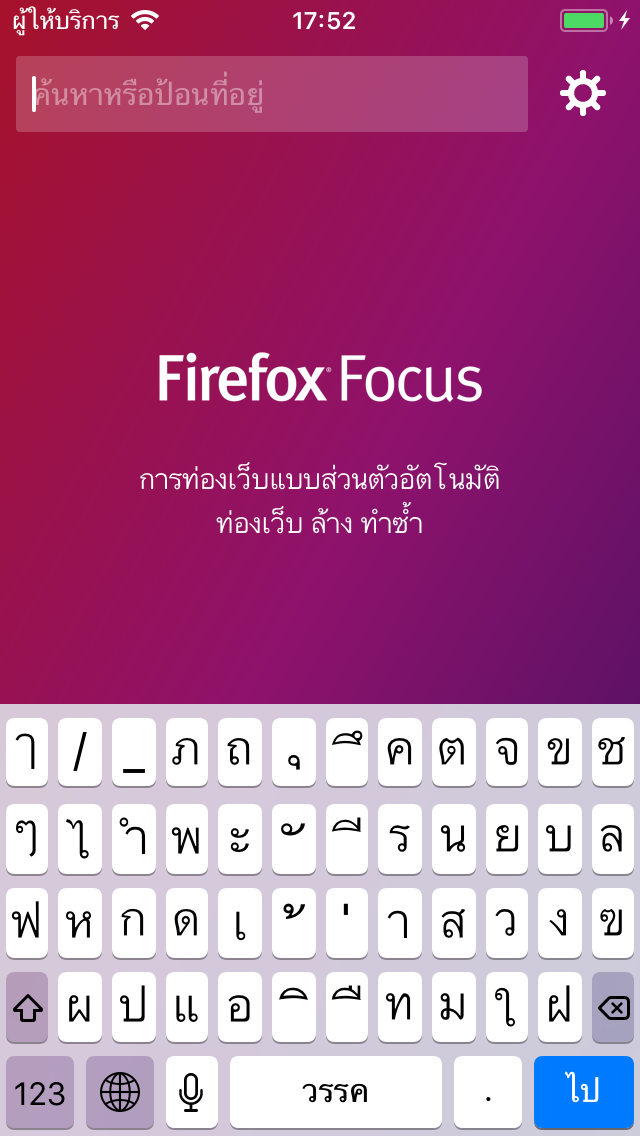 ผู้ให้บริการ 17:52
ค้นหาหรือป้อนที่อยู่
Firefox® Focus
การท่องเว็บแบบส่วนตัวอัตโนมัติ
ท่องเว็บ ล้าง ทำซ้ำ
ๅ / _ ภ ถ ุ ึ ค ต จ ข ช
ๆ ไ ำ พ ะ ั ี ร น ย บ ล
ฟ ห ก ด เ ้ ่ า ส ว ง ฃ
ผ ป แ อ ิ ื ท ม ใ ฝ
123 วรรค . ไป